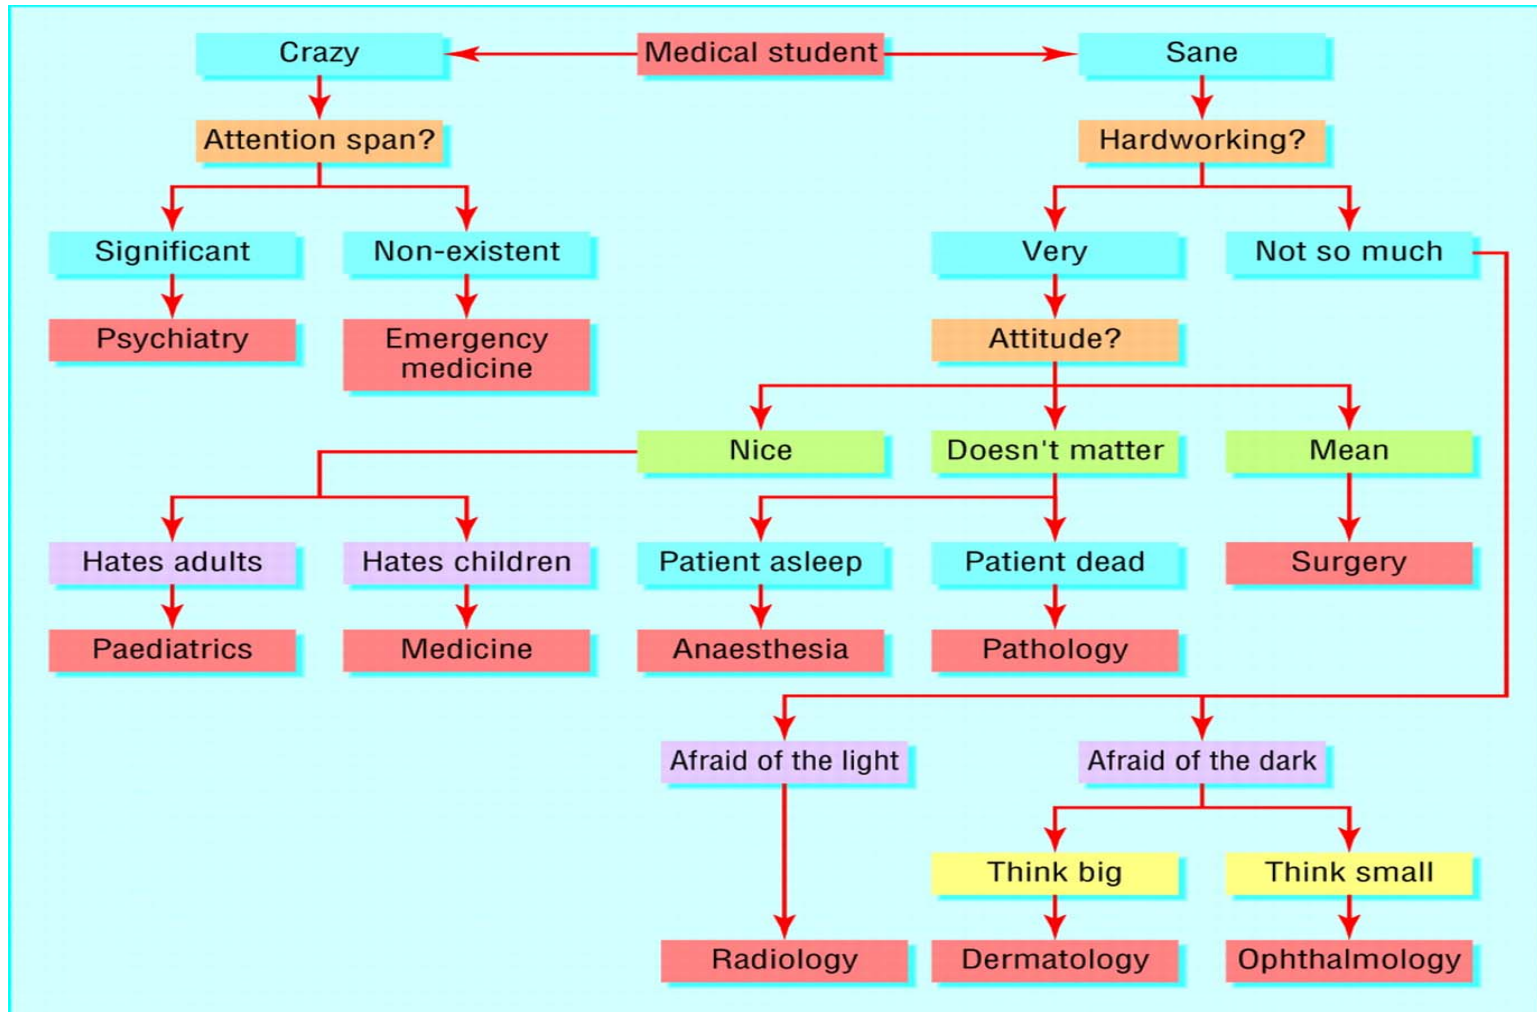 Crazy
Medical student
Sane
Attention span?
Hardworking?
Significant
Non-existent
Very
Not so much
Psychiatry
Emergency
medicine
Attitude?
Nice
Doesn't matter
Mean
Hates adults
Hates children
Patient asleep
Patient dead
Surgery
Paediatrics
Medicine
Anaesthesia
Pathology
Afraid of the light
Afraid of the dark
Think big
Think small
Radiology
Dermatology
Ophthalmology